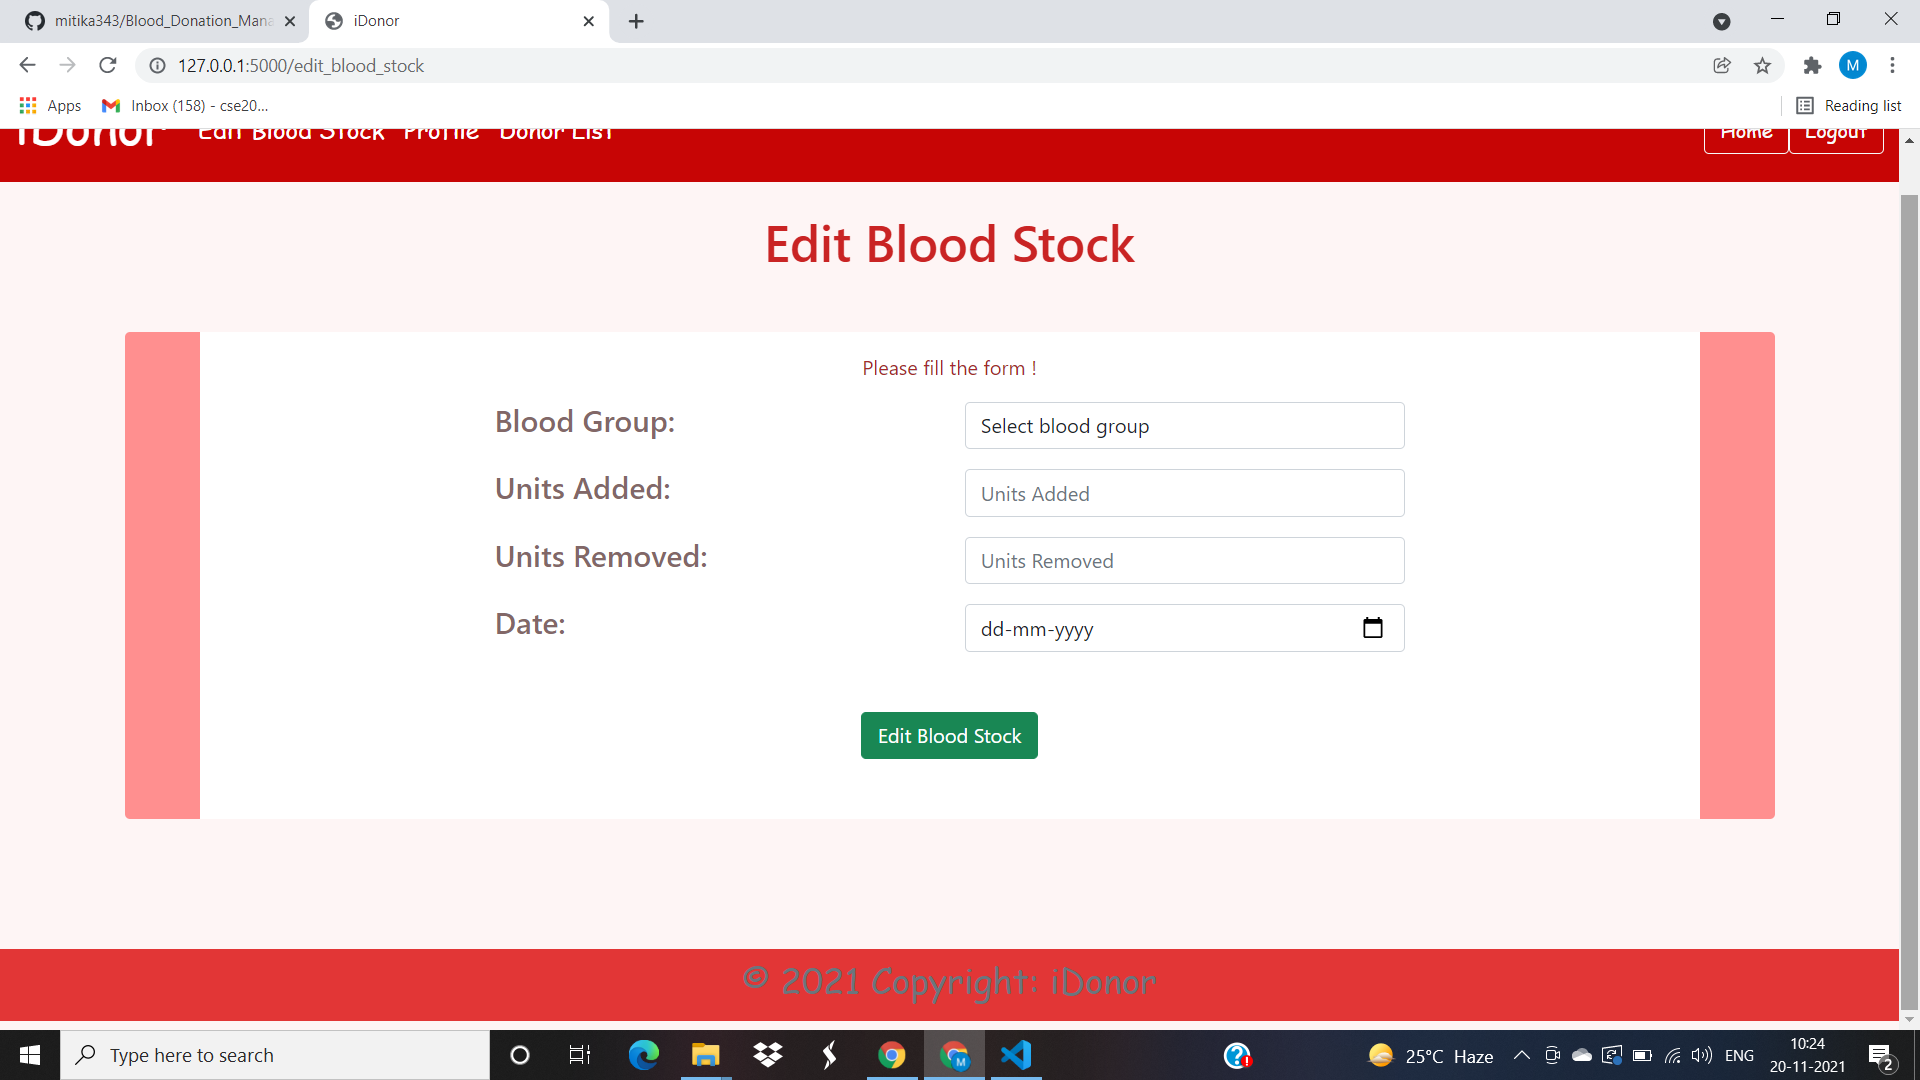 mitika343/Blood_Donation_Mana
iDonor
127.0.0.1:5000/edit_blood_stock
Apps
Inbox (158) - cse20...
Reading list
iDonor
Edit Blood Stock
Profile
Donor List
Home
Logout
Edit Blood Stock
Please fill the form !
Blood Group:
Select blood group
Units Added:
Units Added
Units Removed:
Units Removed
Date:
dd-mm-yyyy
Edit Blood Stock
© 2021 Copyright: iDonor
Type here to search
25°C Haze
ENG
10:24
20-11-2021
2
M
M